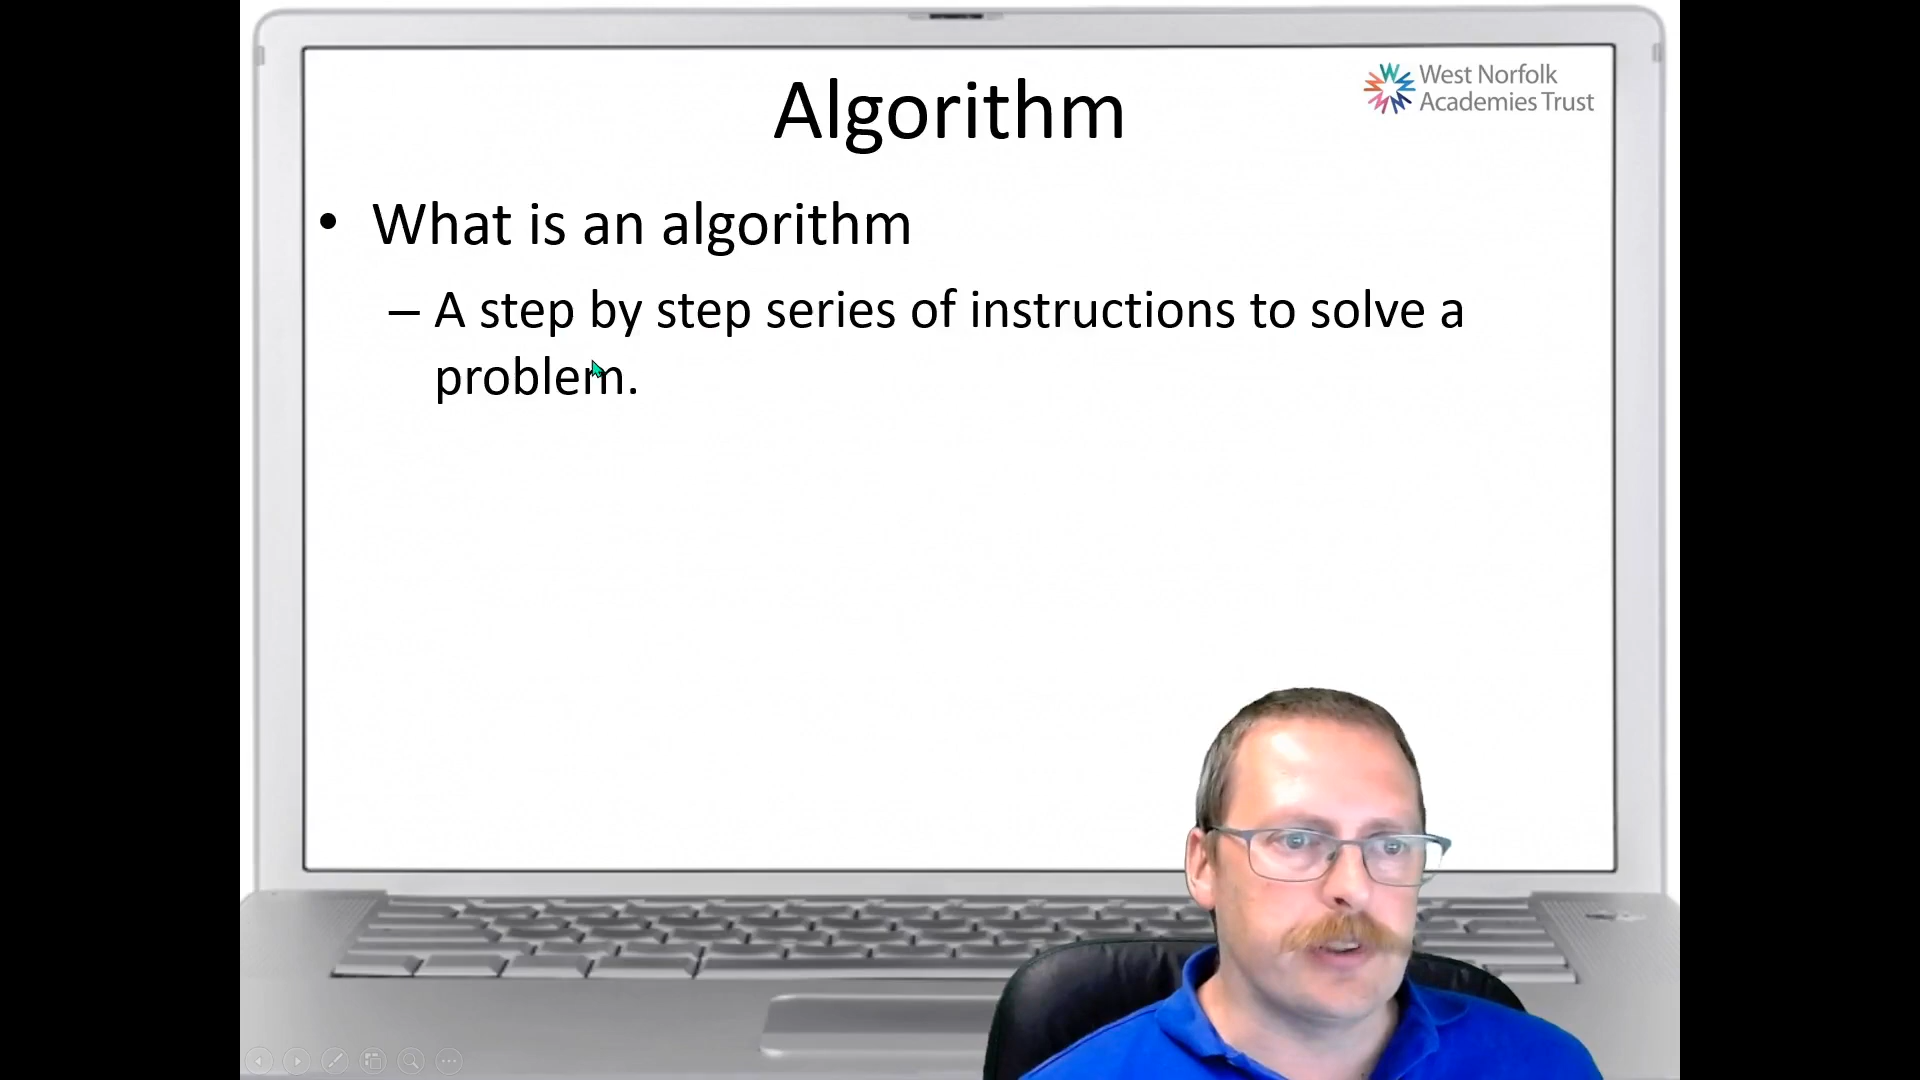 Algorithm
West Norfolk
Academies Trust
• What is an algorithm
– A step by step series of instructions to solve a
problem.